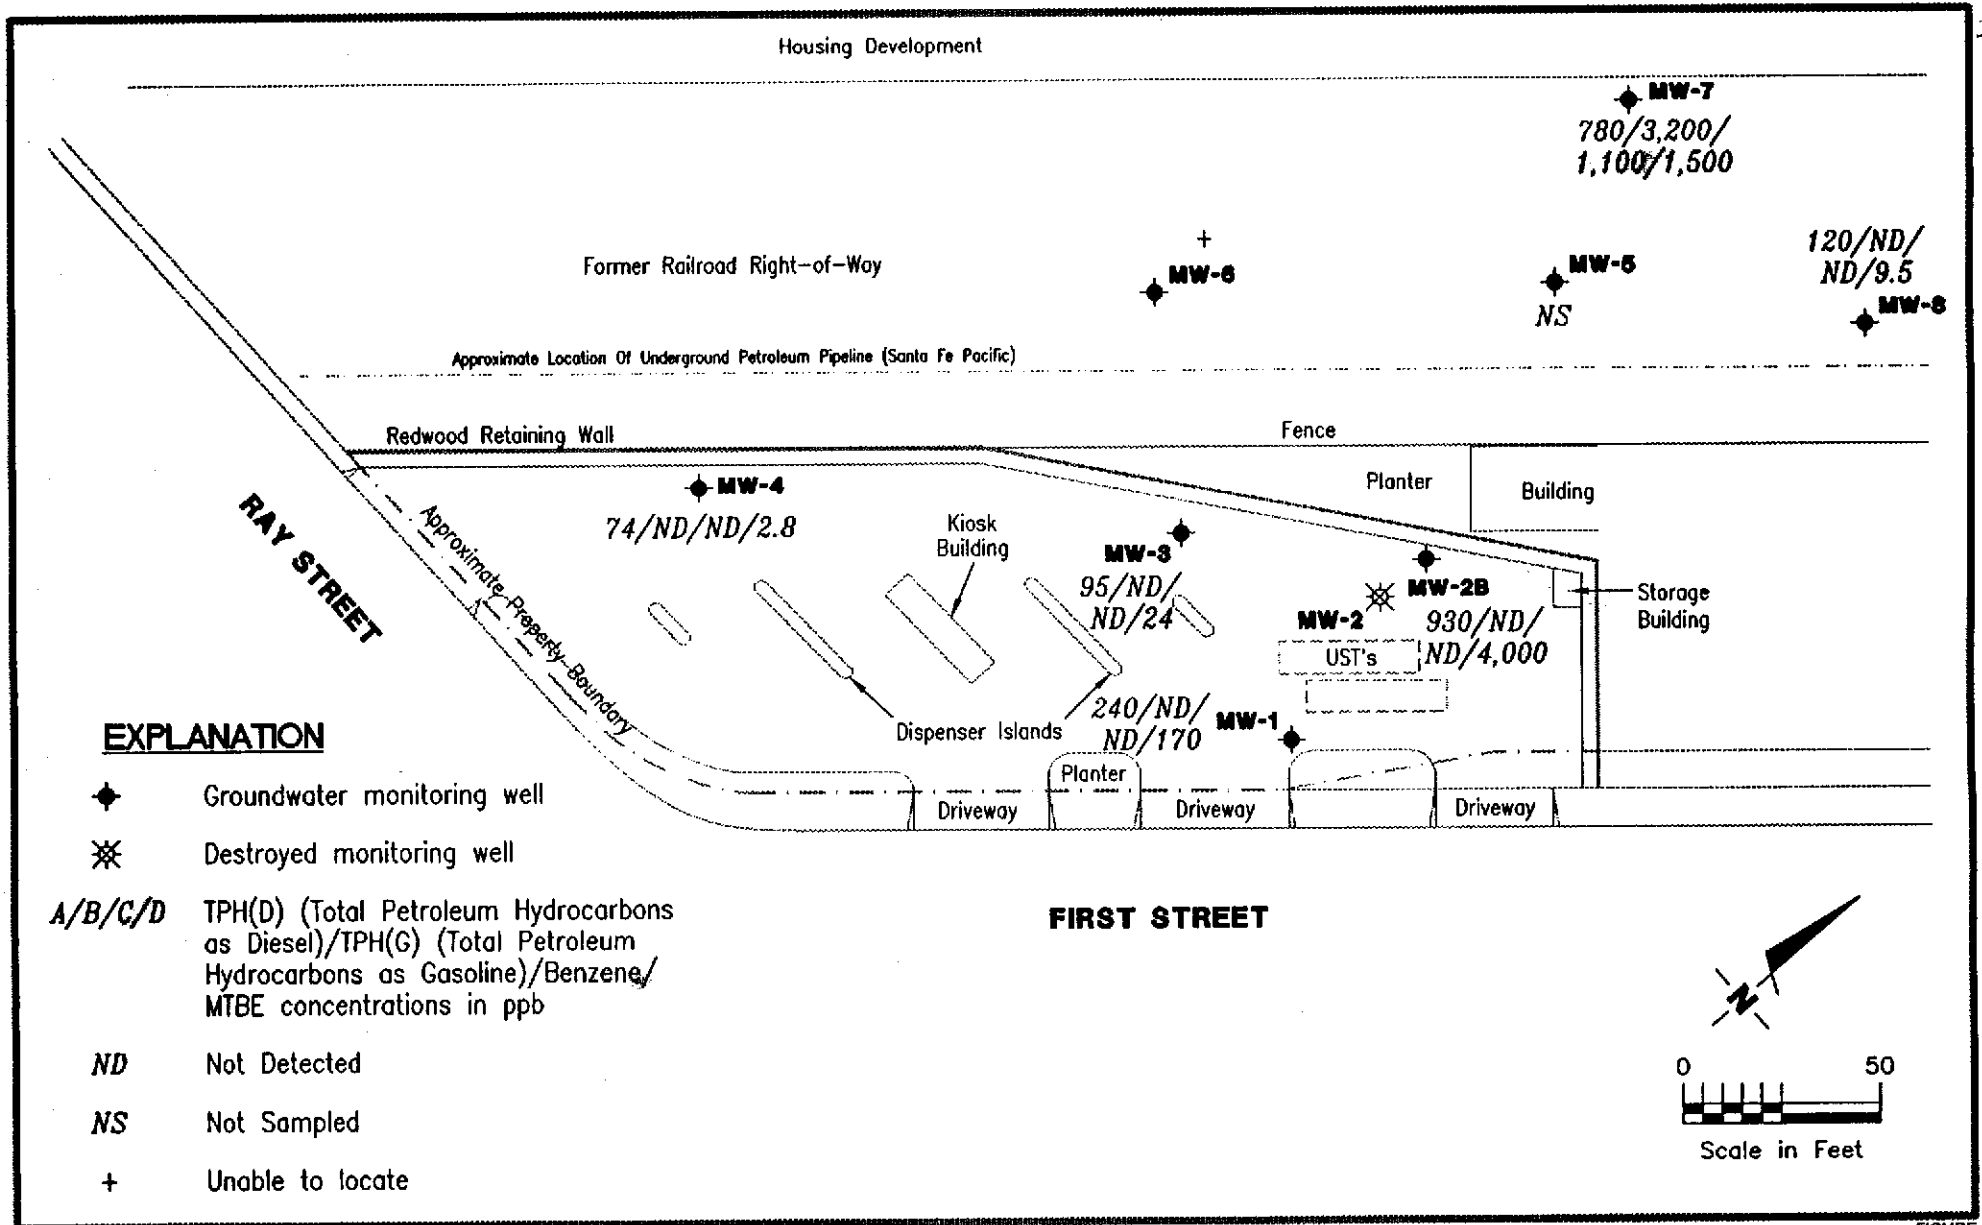 Housing Development
MW-7
780/3,200/
1,100/1,500
+
Former Railroad Right-of-Way
MW-6
MW-5
NS
120/ND/
ND/9.5
MW-8
Approximate Location Of Underground Petroleum Pipeline (Santa Fe Pacific)
Redwood Retaining Wall
Fence
Planter
Building
MW-4
74/ND/ND/2.8
RAY STREET
Approximate Property Boundary
Kiosk
Building
MW-3
95/ND/
ND/24
MW-2B
930/ND/
ND/4,000
MW-2
UST's
Storage
Building
Dispenser Islands
240/ND/
ND/170
MW-1
Planter
Driveway
Driveway
Driveway
FIRST STREET
EXPLANATION
Groundwater monitoring well
Destroyed monitoring well
A/B/C/D TPH(D) (Total Petroleum Hydrocarbons
as Diesel)/TPH(G) (Total Petroleum
Hydrocarbons as Gasoline)/Benzene/
MTBE concentrations in ppb
ND Not Detected
NS Not Sampled
+ Unable to locate
N
0 50
Scale in Feet